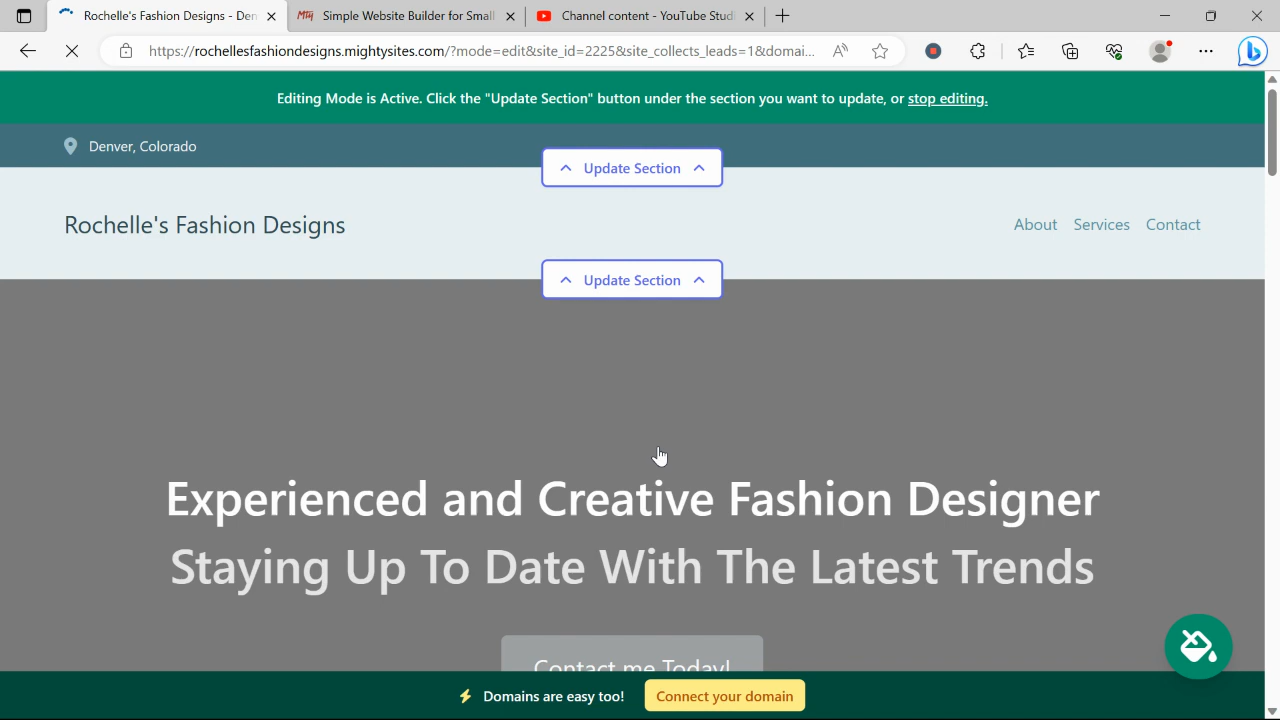 Rochelle's Fashion Designs - Den
Simple Website Builder for Small
Channel content - YouTube Studi
https://rochellesfashiondesigns.mightysites.com/?mode=edit&site_id=2225&site_collects_leads=1&domai...
Editing Mode is Active. Click the "Update Section" button under the section you want to update, or stop editing.
Denver, Colorado
Update Section
Rochelle's Fashion Designs
About Services Contact
Update Section
Experienced and Creative Fashion Designer
Staying Up To Date With The Latest Trends
Contact me Today!
Domains are easy too! Connect your domain